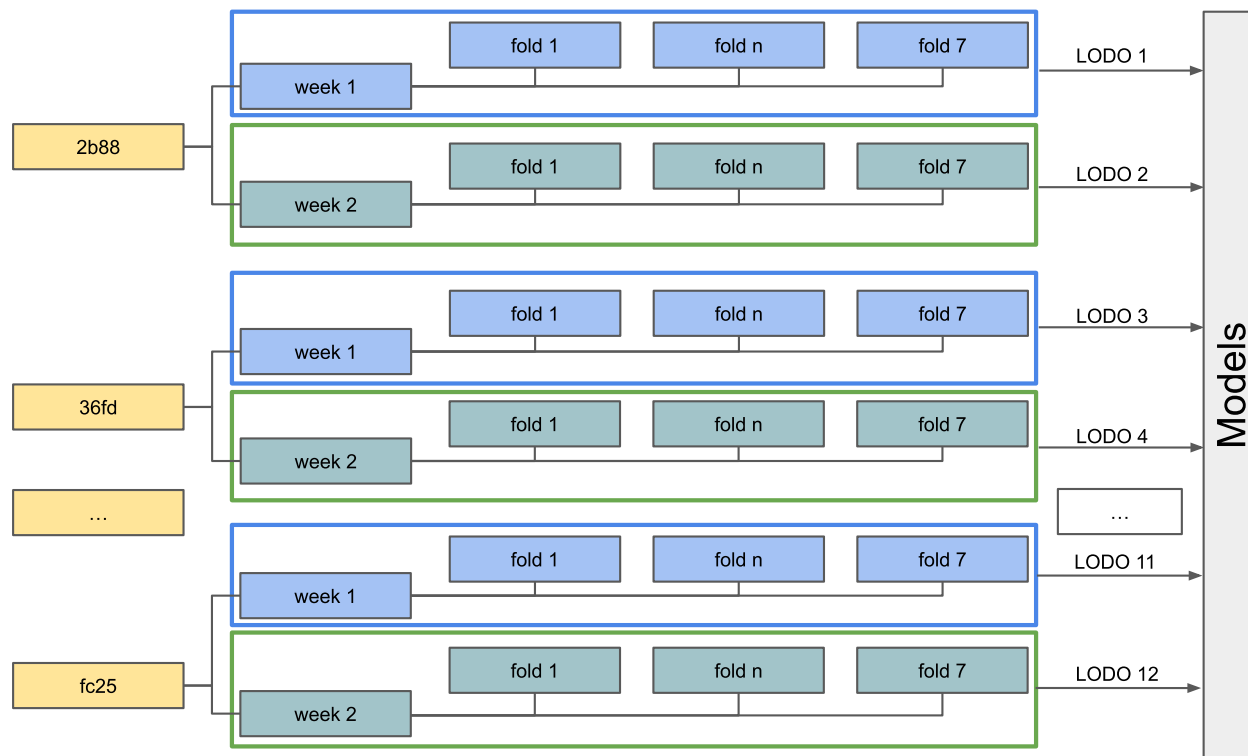 fold 1
fold n
fold 7
LODO 1
week 1
2b88
fold 1
fold n
fold 7
LODO 2
week 2
fold 1
fold n
fold 7
LODO 3
week 1
36fd
fold 1
fold n
fold 7
LODO 4
week 2
...
...
Models
fold 1
fold n
fold 7
LODO 11
week 1
fc25
fold 1
fold n
fold 7
LODO 12
week 2